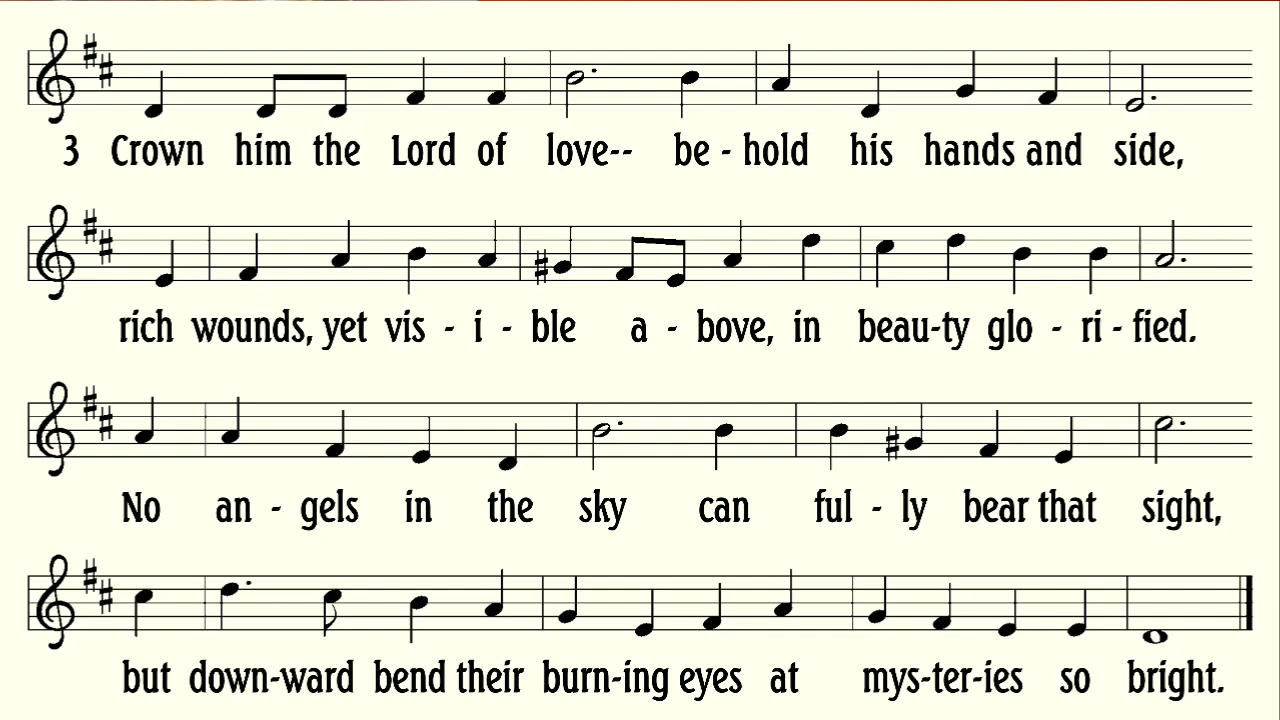 3 Crown him the Lord of love-- be - hold his hands and side,
rich wounds, yet vis - i - ble a - bove, in beau-ty glo - ri - fied.
No an - gels in the sky can ful - ly bear that sight,
but down-ward bend their burn-ing eyes at mys-ter-ies so bright.